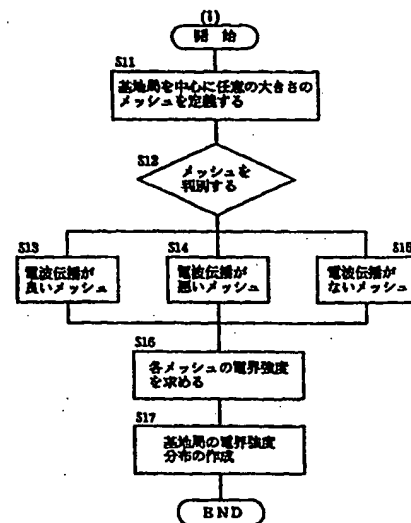 (1)
開始
S11
基地局を中心に任意の大きさの
メッシュを定義する
S12
メッシュを
判別する
S13
電波伝播が
良いメッシュ
S14
電波伝播が
悪いメッシュ
S15
電波伝播が
ないメッシュ
S16
各メッシュの電界強度
を求める
S17
基地局の電界強度
分布の作成
END